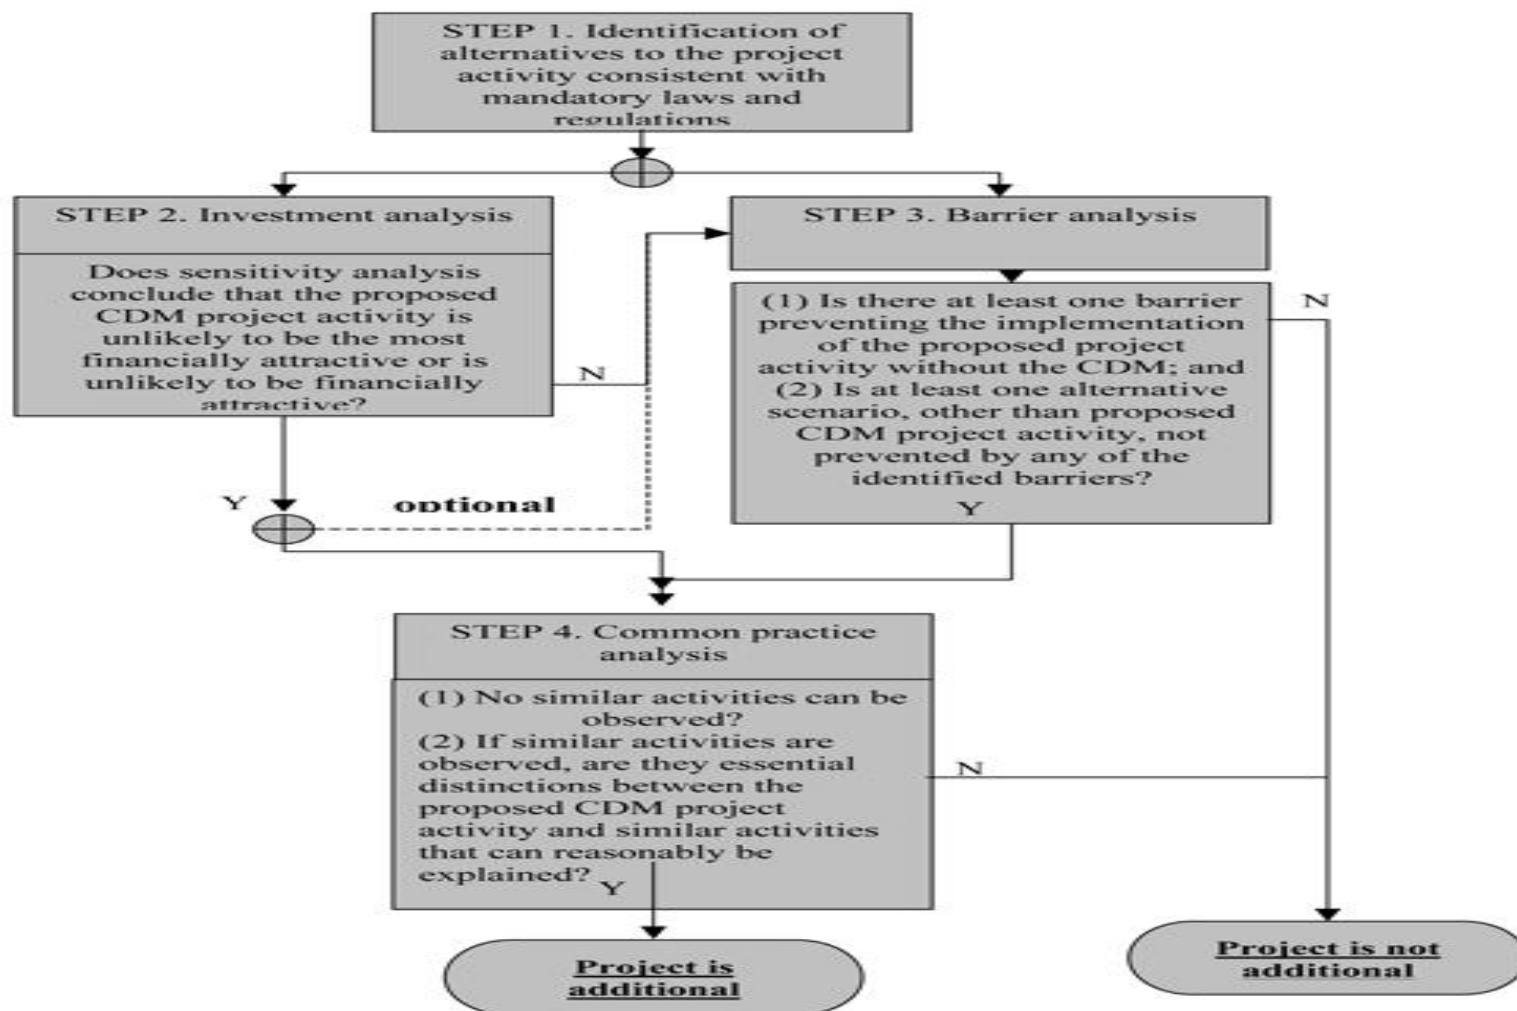 STEP 1. Identification of
alternatives to the project
activity consistent with
mandatory laws and
regulations
STEP 2. Investment analysis
Does sensitivity analysis
conclude that the proposed
CDM project activity is
unlikely to be the most
financially attractive or is
unlikely to be financially
attractive?
N
Y
optional
STEP 3. Barrier analysis
(1) Is there at least one barrier
preventing the implementation
of the proposed project
activity without the CDM; and
(2) Is at least one alternative
scenario, other than proposed
CDM project activity, not
prevented by any of the
identified barriers?
Y
N
STEP 4. Common practice
analysis
(1) No similar activities can be
observed?
(2) If similar activities are
observed, are they essential
distinctions between the
proposed CDM project
activity and similar activities
that can reasonably be
explained?
Y
N
Project is
additional
Project is not
additional